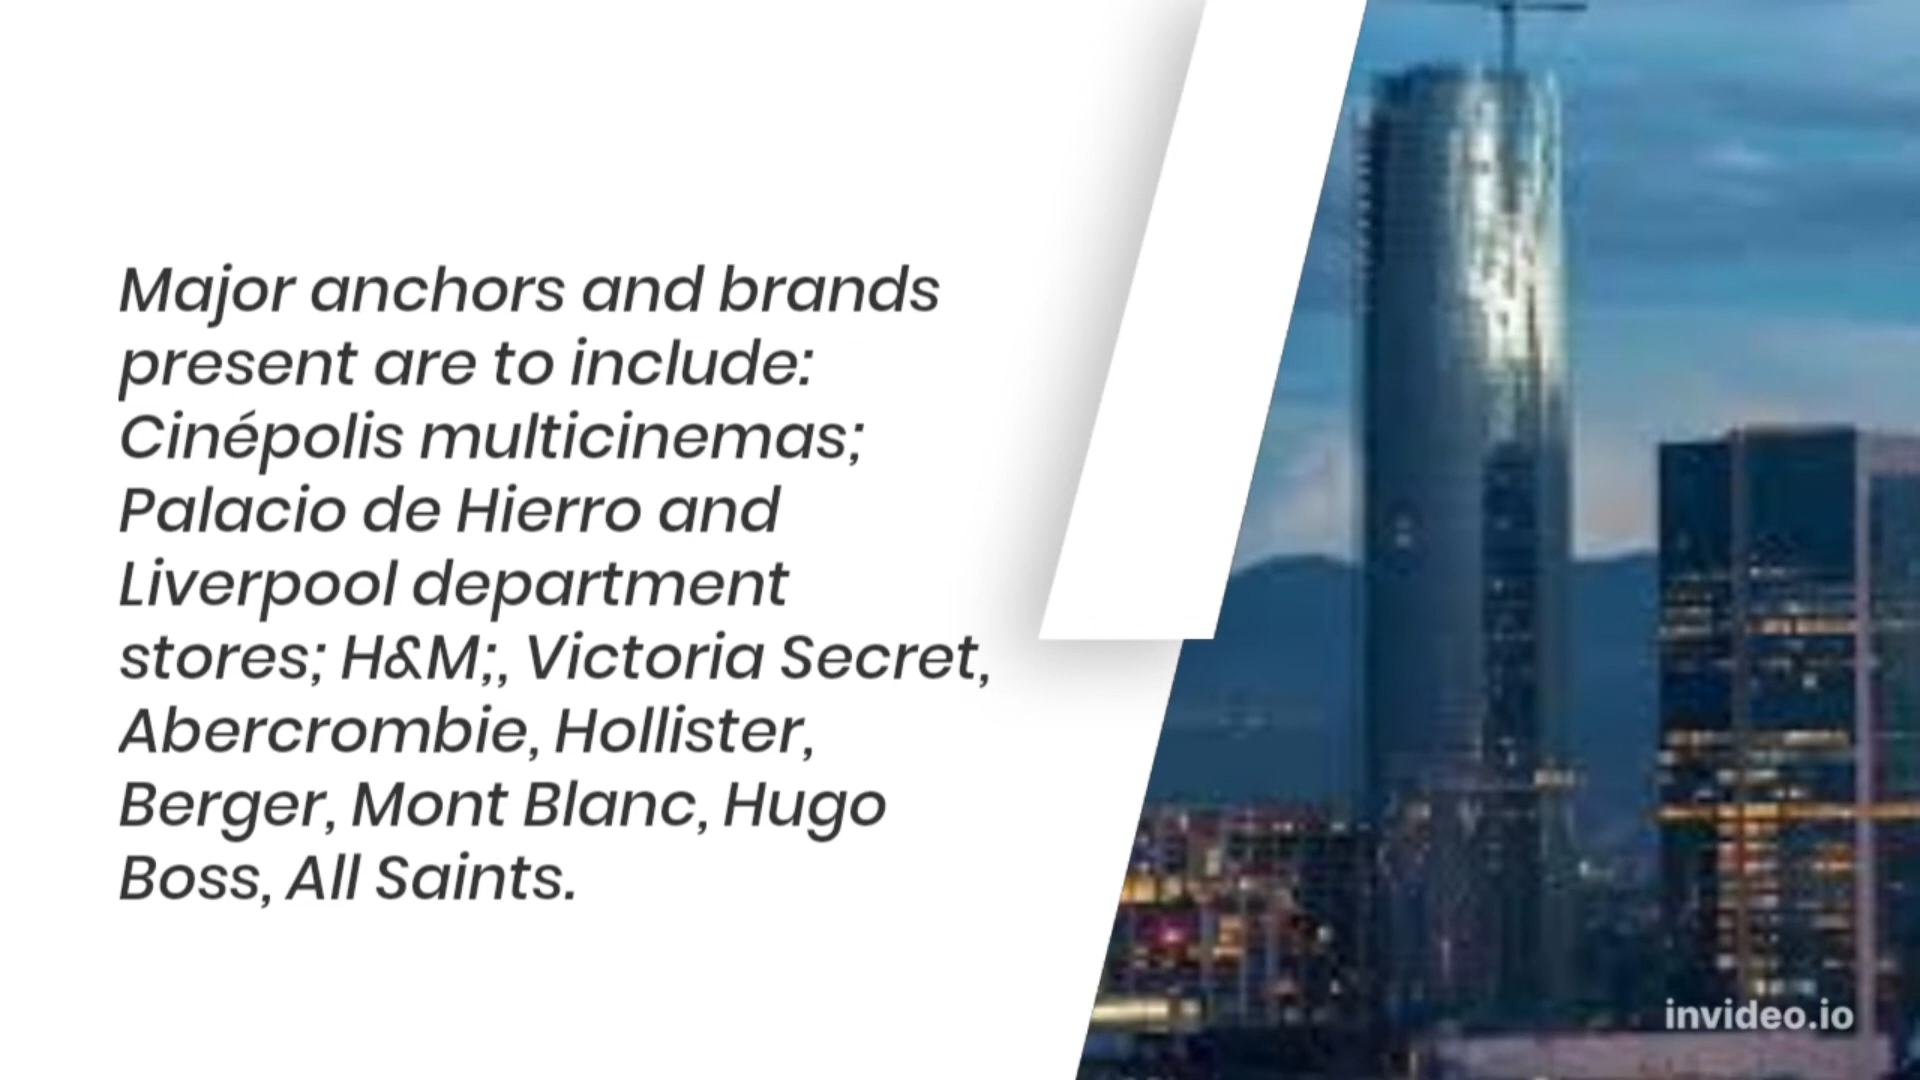 Major anchors and brands
present are to include:
Cinépolis multicinemas;
Palacio de Hierro and
Liverpool department
stores; H&M;, Victoria Secret,
Abercrombie, Hollister,
Berger, Mont Blanc, Hugo
Boss, All Saints.
invideo.io